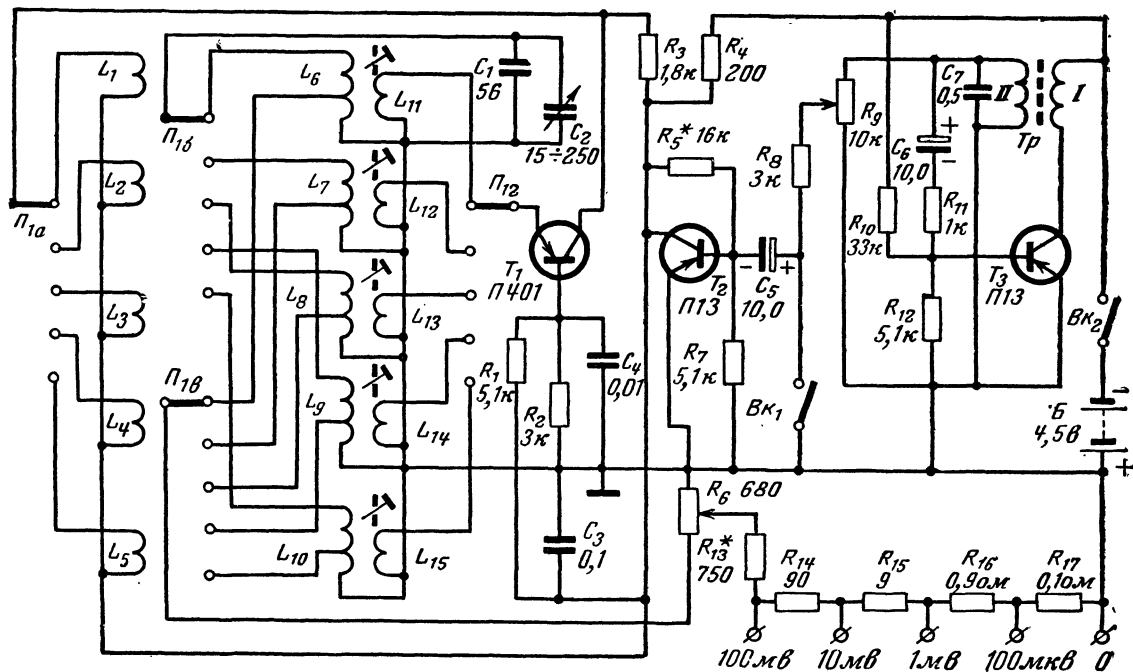 L1
П1б
L6
L11
C1
56
C2
15÷250
R3
1,8к
R4
200
R5* 16к
R8
3к
R9
10к
C7
0,5
II
I
Тр
C6
10,0
+
-
R10
33к
R11
1к
T3
П13
Вк2
L2
П1а
L7
L12
П1г
T1
П401
T2
П13
-
+
C5
10,0
R12
5,1к
L3
L8
L13
R1
5,1к
R2
3к
C4
0,01
R7
5,1к
Вк1
Б
4,5в
-
+
П1в
L4
L9
L14
L5
L10
L15
C3
0,1
R6 680
R13*
750
R14
90
R15
9
R16
0,9ом
R17
0,1ом
100мв
10мв
1мв
100мкв
0